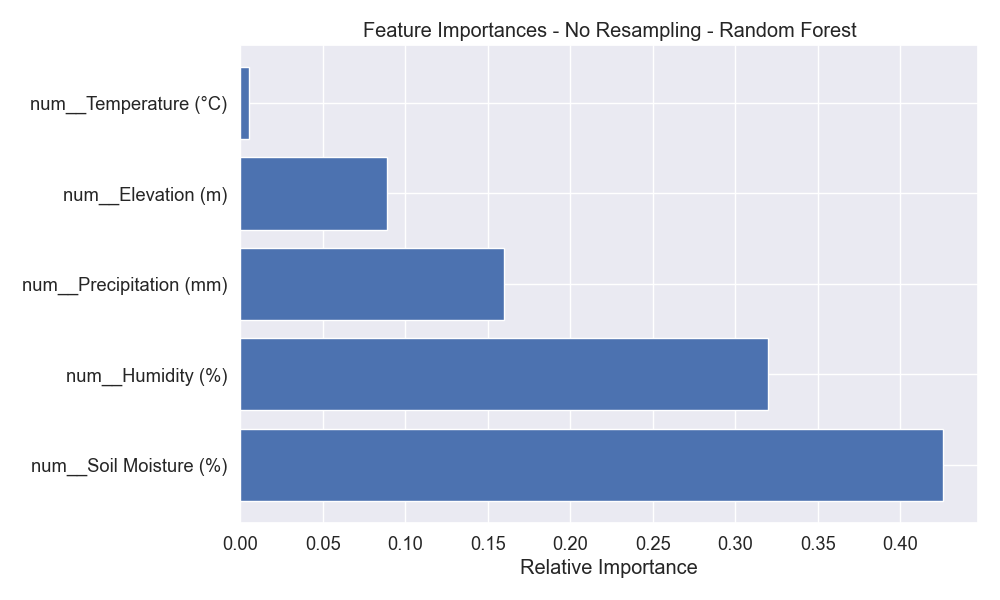 Feature Importances - No Resampling - Random Forest
num__Temperature (°C)
num__Elevation (m)
num__Precipitation (mm)
num__Humidity (%)
num__Soil Moisture (%)
0.00 0.05 0.10 0.15 0.20 0.25 0.30 0.35 0.40
Relative Importance